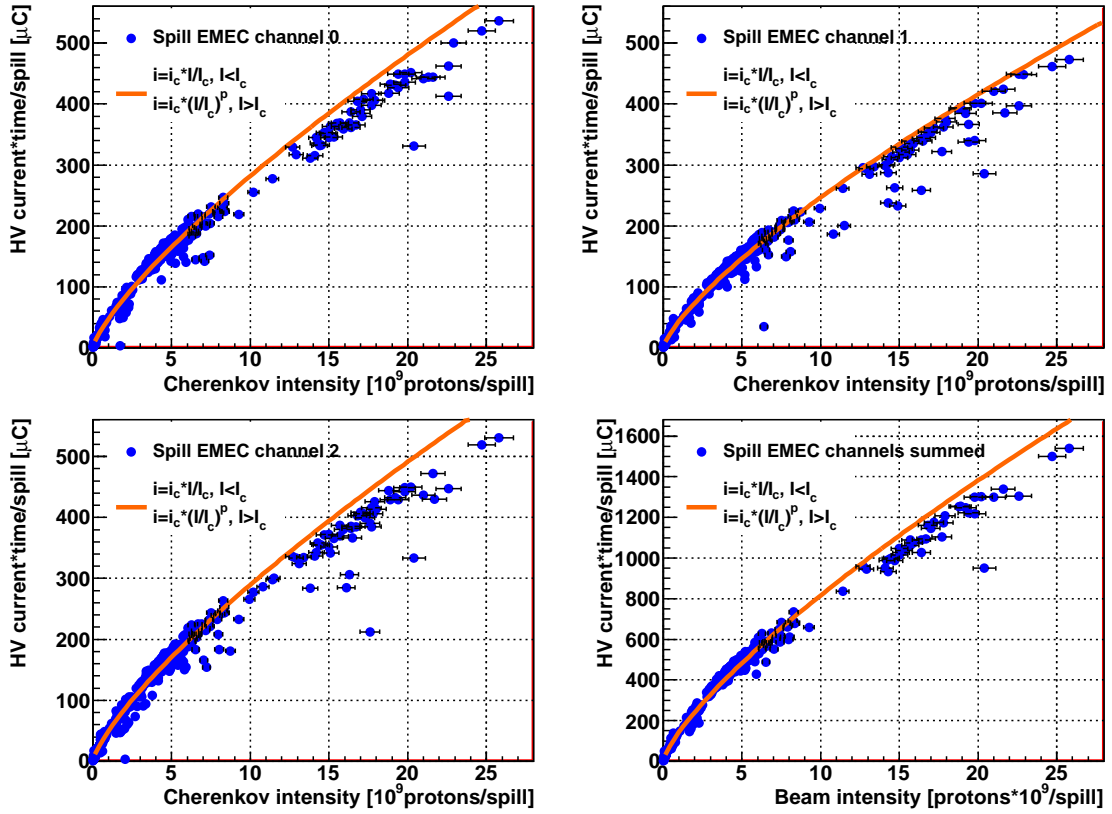 HV current*time/spill [μC]
500
400
300
200
100
0
Spill EMEC channel 0
i=i_c*I/I_c, I<I_c
i=i_c*(I/I_c)^p, I>I_c
0 5 10 15 20 25
Cherenkov intensity [10^9protons/spill]
HV current*time/spill [μC]
500
400
300
200
100
0
Spill EMEC channel 1
i=i_c*I/I_c, I<I_c
i=i_c*(I/I_c)^p, I>I_c
0 5 10 15 20 25
Cherenkov intensity [10^9protons/spill]
HV current*time/spill [μC]
500
400
300
200
100
0
Spill EMEC channel 2
i=i_c*I/I_c, I<I_c
i=i_c*(I/I_c)^p, I>I_c
0 5 10 15 20 25
Cherenkov intensity [10^9protons/spill]
HV current*time/spill [μC]
1600
1400
1200
1000
800
600
400
200
0
Spill EMEC channels summed
i=i_c*I/I_c, I<I_c
i=i_c*(I/I_c)^p, I>I_c
0 5 10 15 20 25
Beam intensity [protons*10^9/spill]